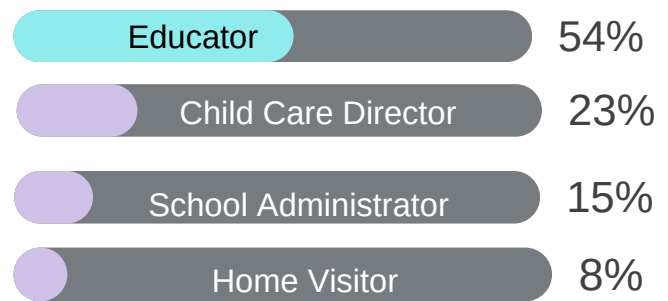 Educator 54%
Child Care Director 23%
School Administrator 15%
Home Visitor 8%